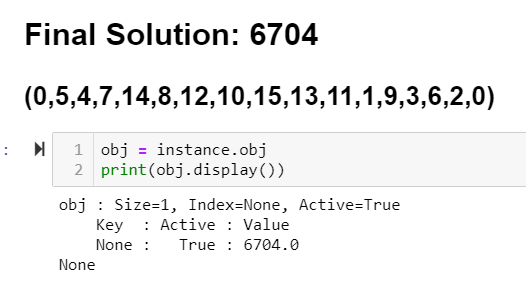 Final Solution: 6704
(0,5,4,7,14,8,12,10,15,13,11,1,9,3,6,2,0)
:
1 obj = instance.obj
2 print(obj.display())
obj : Size=1, Index=None, Active=True
    Key  : Active : Value
    None :   True : 6704.0
None